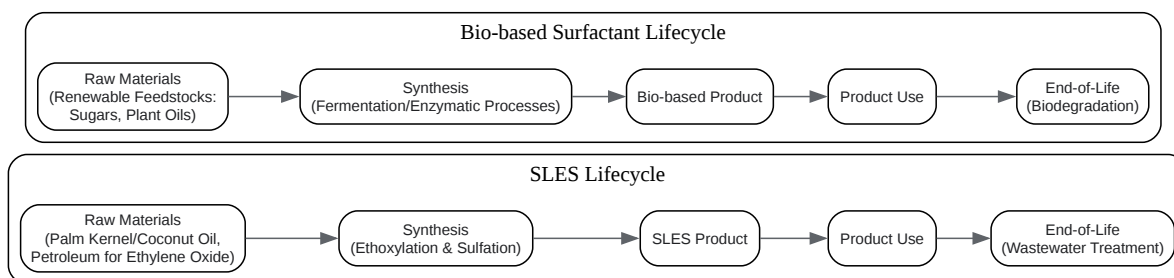 Bio-based Surfactant Lifecycle
Raw Materials
(Renewable Feedstocks:
Sugars, Plant Oils)
Synthesis
(Fermentation/Enzymatic Processes)
Bio-based Product
Product Use
End-of-Life
(Biodegradation)
SLES Lifecycle
Raw Materials
(Palm Kernel/Coconut Oil,
Petroleum for Ethylene Oxide)
Synthesis
(Ethoxylation & Sulfation)
SLES Product
Product Use
End-of-Life
(Wastewater Treatment)